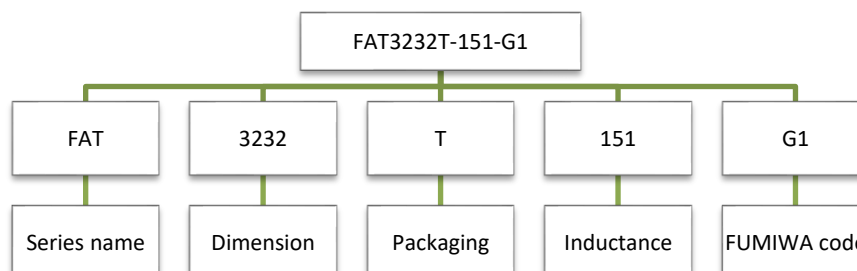 FAT3232T-151-G1
FAT 3232 T 151 G1
Series name Dimension Packaging Inductance FUMIWA code